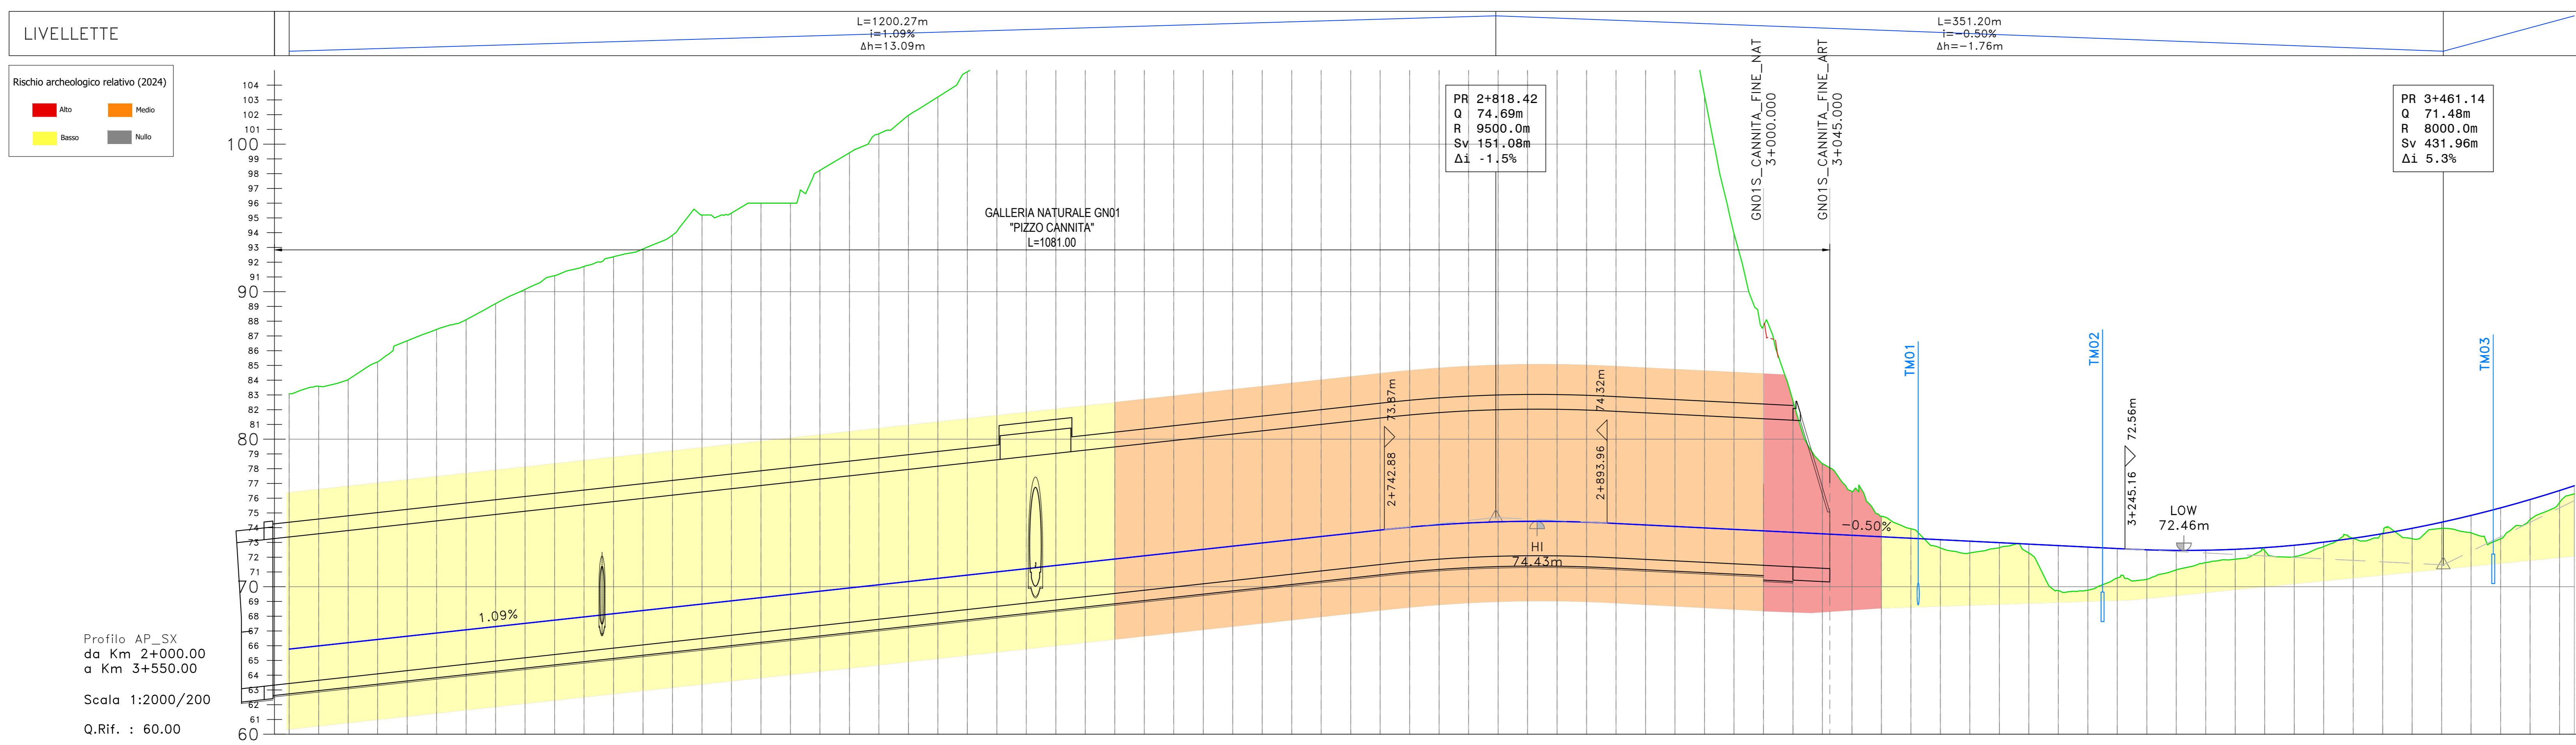 LIVELLETTE
L=1200.27m
i=1.09%
Δh=13.09m
L=351.20m
i=-0.50%
Δh=-1.76m
Rischio archeologico relativo (2024)
Alto
Medio
Basso
Nullo
104
103
102
101
100
99
98
97
96
95
94
93
92
91
90
89
88
87
86
85
84
83
82
81
80
79
78
77
76
75
74
73
72
71
70
69
68
67
66
65
64
63
62
61
60
GALLERIA NATURALE GN01
"PIZZO CANNITA"
L=1081.00
PR 2+818.42
Q 74.69m
R 9500.0m
Sv 151.08m
Δi -1.5%
GN01S_CANNITA_FINE_NAT
3+000.000
GN01S_CANNITA_FINE_ART
3+045.000
PR 3+461.14
Q 71.48m
R 8000.0m
Sv 431.96m
Δi 5.3%
2+742.88
73.87m
2+893.96
74.32m
HI
74.43m
1.09%
-0.50%
TM01
TM02
TM03
3+245.16
72.56m
LOW
72.46m
Profilo AP_SX
da Km 2+000.00
a Km 3+550.00
Scala 1:2000/200
Q.Rif. : 60.00